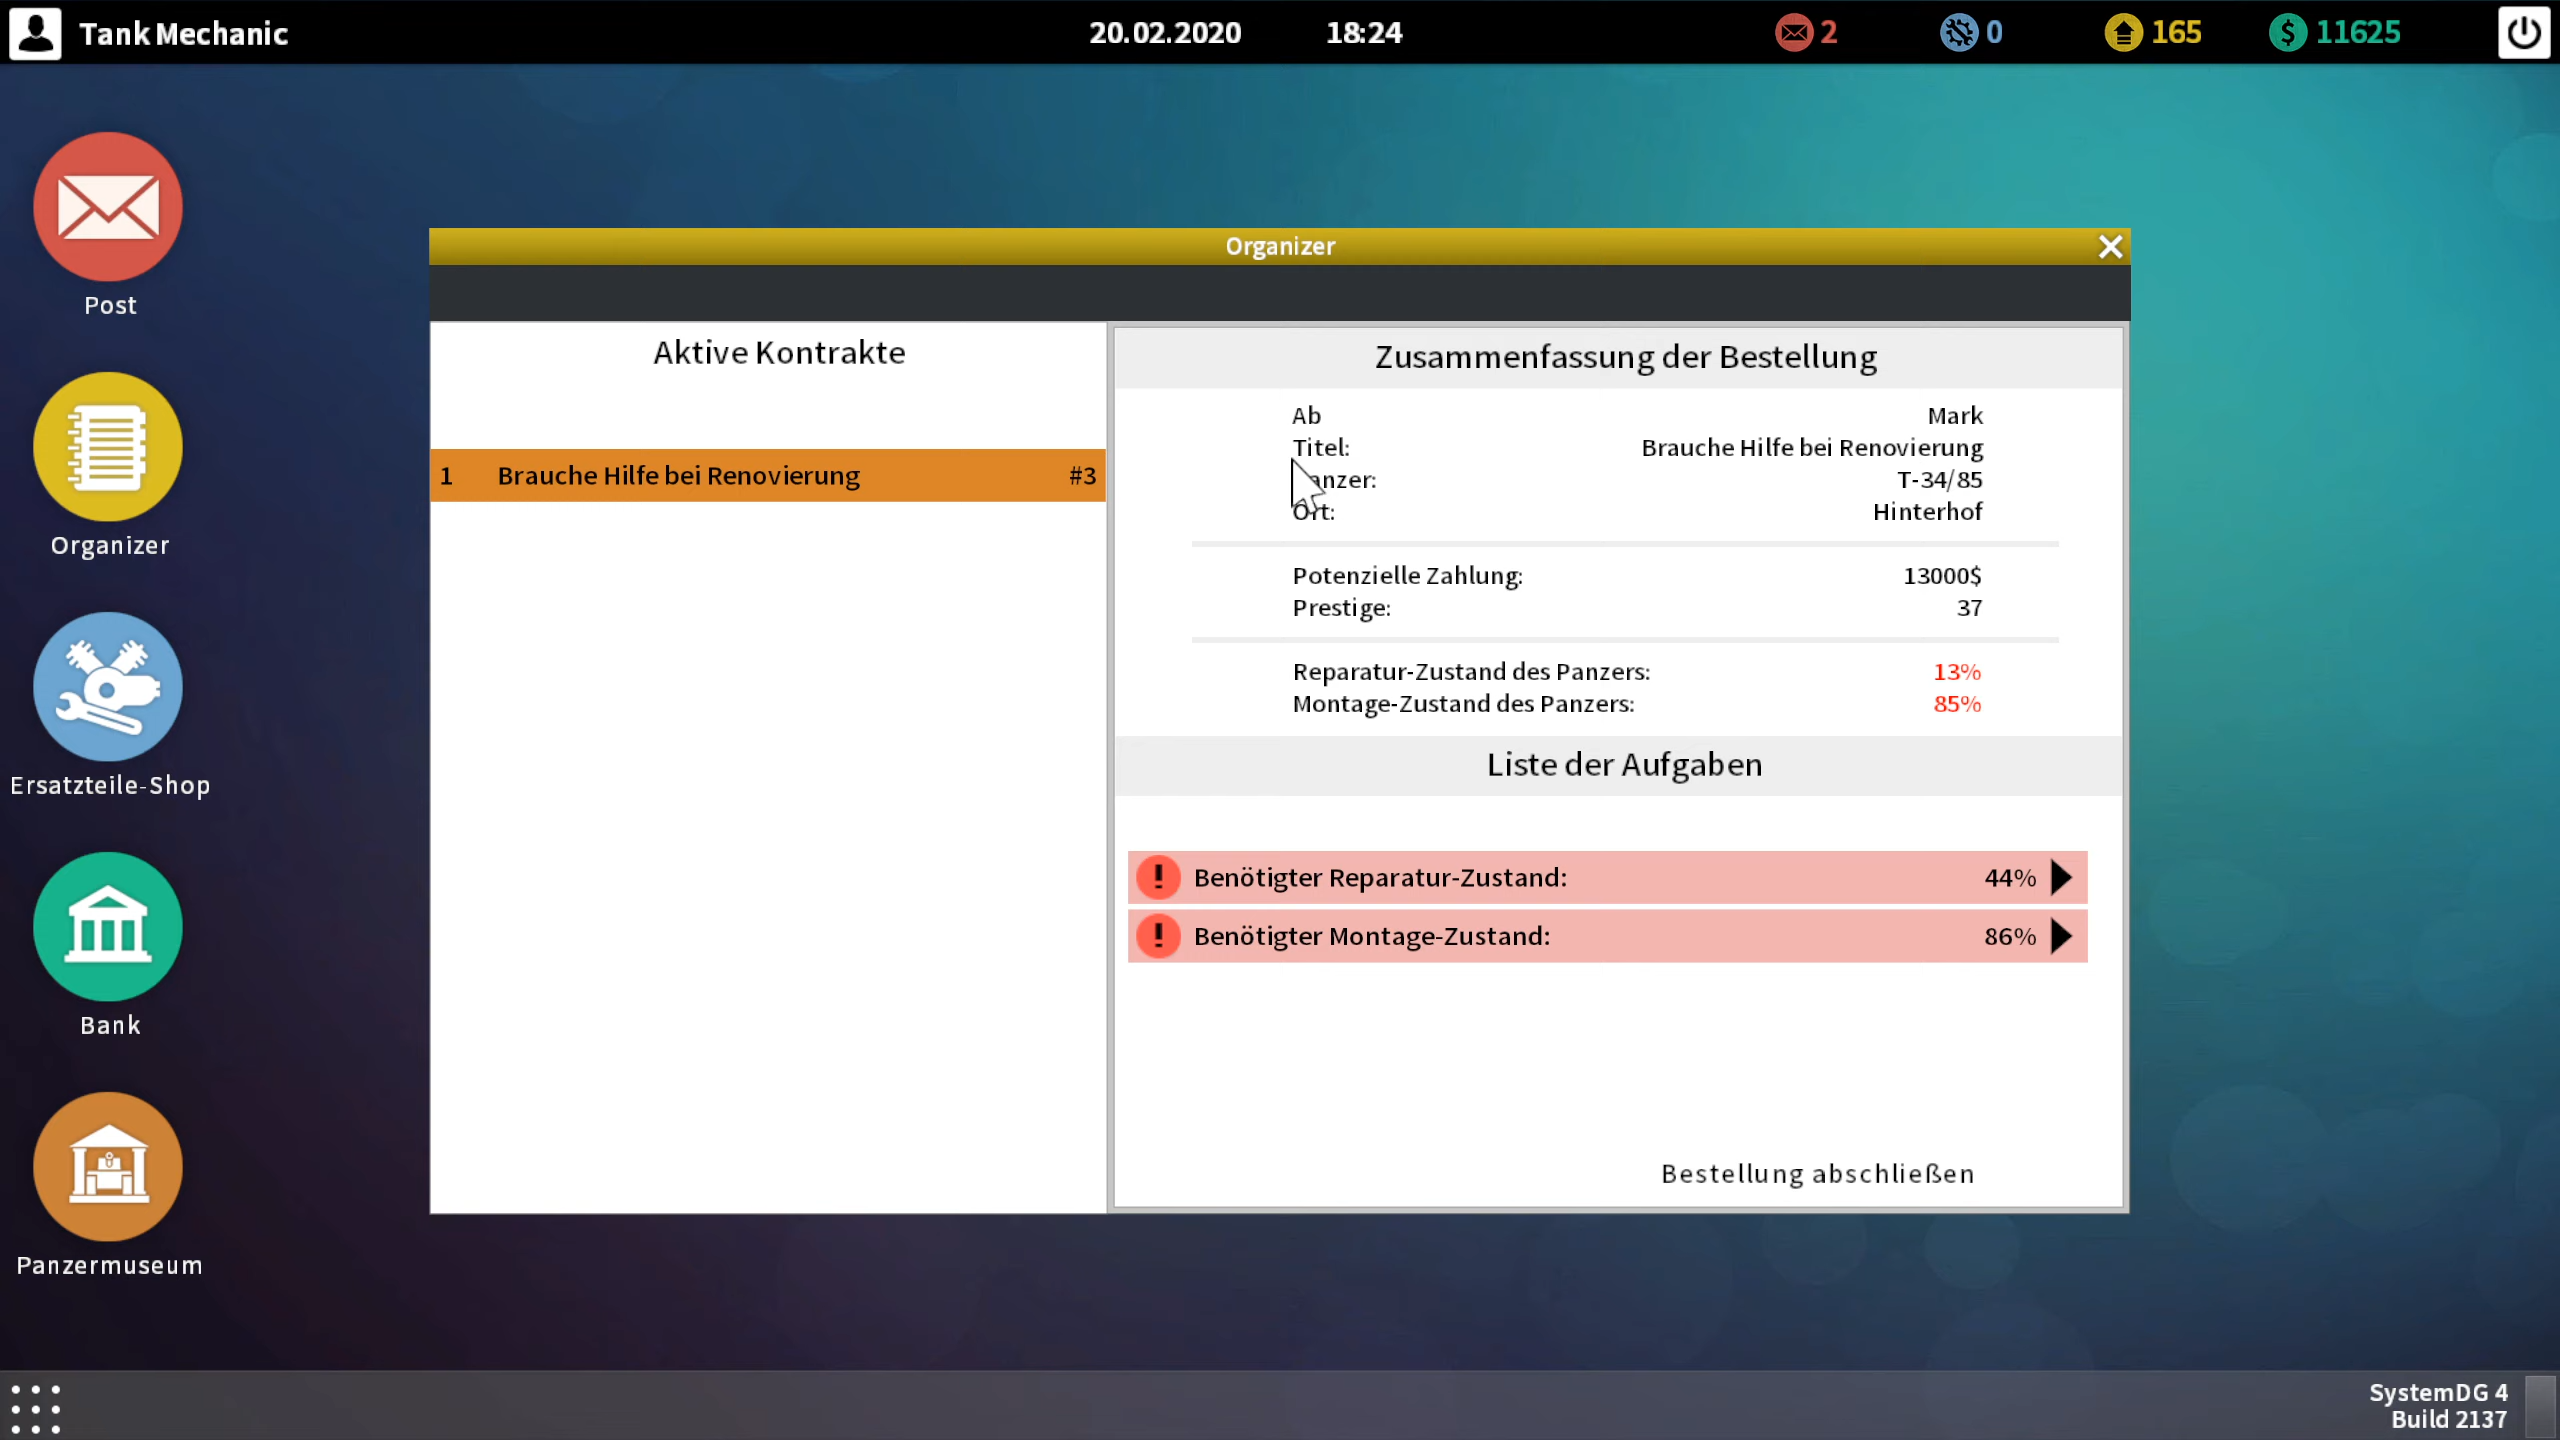 Tank Mechanic
20.02.2020 18:24
2 0 165 11625
Post
Organizer
Ersatzteile-Shop
Bank
Panzermuseum
Organizer
Aktive Kontrakte
1 Brauche Hilfe bei Renovierung #3
Zusammenfassung der Bestellung
Ab Mark
Titel: Brauche Hilfe bei Renovierung
Panzer: T-34/85
Ort: Hinterhof
Potenzielle Zahlung: 13000$
Prestige: 37
Reparatur-Zustand des Panzers: 13%
Montage-Zustand des Panzers: 85%
Liste der Aufgaben
Benötigter Reparatur-Zustand: 44%
Benötigter Montage-Zustand: 86%
Bestellung abschließen
SystemDG 4
Build 2137